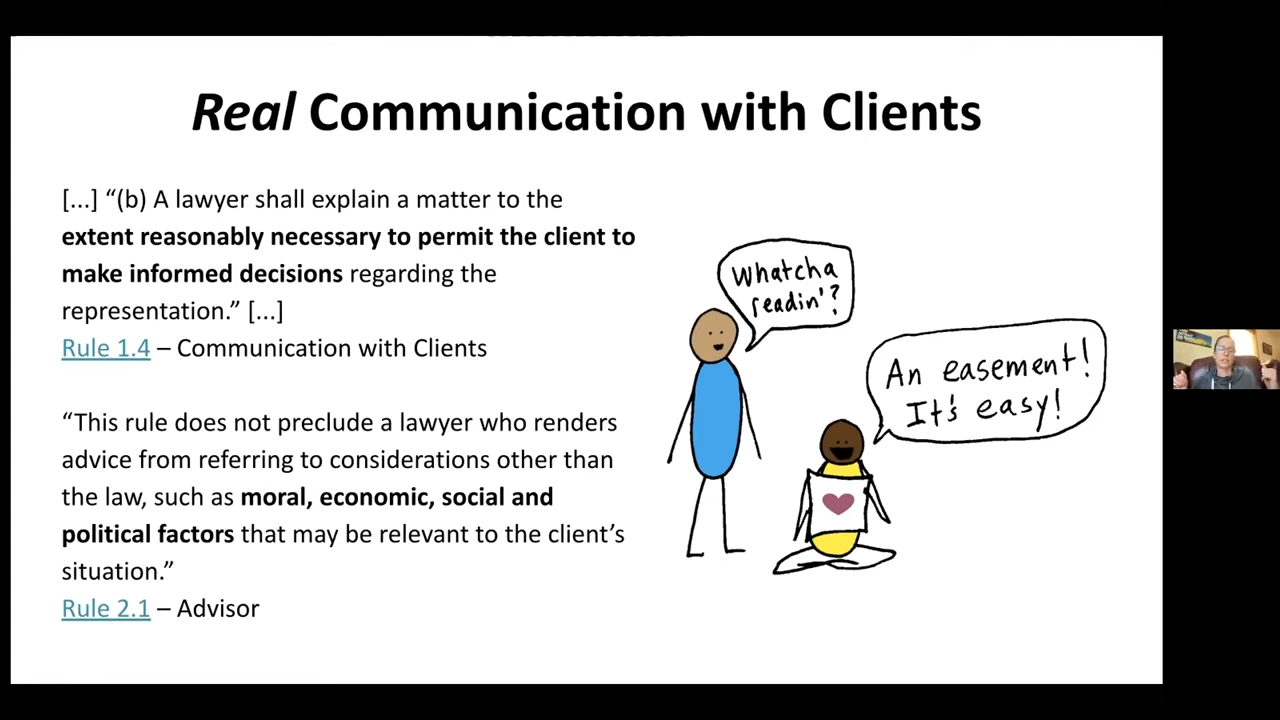 Real Communication with Clients
[...] “(b) A lawyer shall explain a matter to the
extent reasonably necessary to permit the client to
make informed decisions regarding the
representation.” [...]
Rule 1.4 – Communication with Clients
“This rule does not preclude a lawyer who renders
advice from referring to considerations other than
the law, such as moral, economic, social and
political factors that may be relevant to the client’s
situation.”
Rule 2.1 – Advisor
Whatcha
readin'?
An easement!
It's easy!